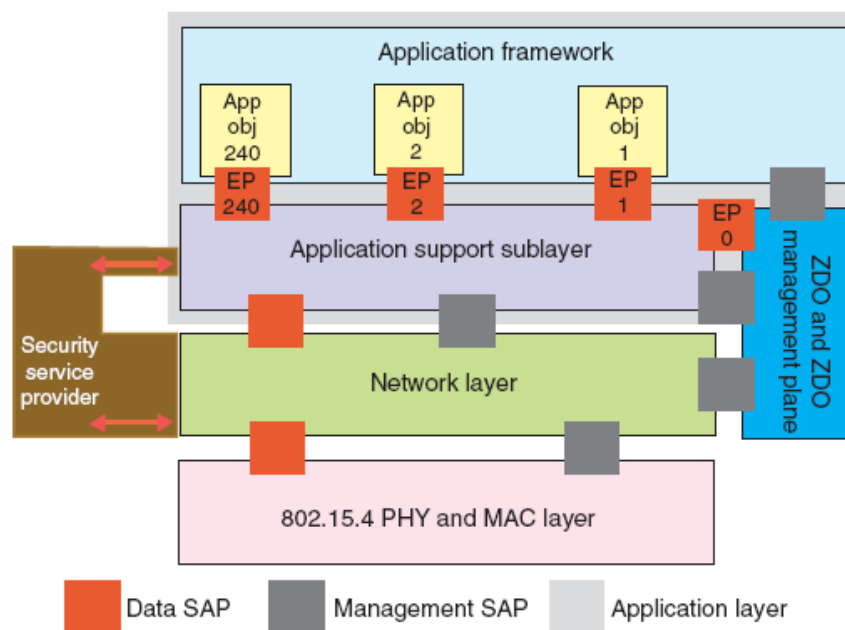 Application framework
App
obj
240
App
obj
2
App
obj
1
EP
240
EP
2
EP
1
EP
0
Application support sublayer
ZDO and ZDO
management plane
Security
service
provider
Network layer
802.15.4 PHY and MAC layer
Data SAP
Management SAP
Application layer